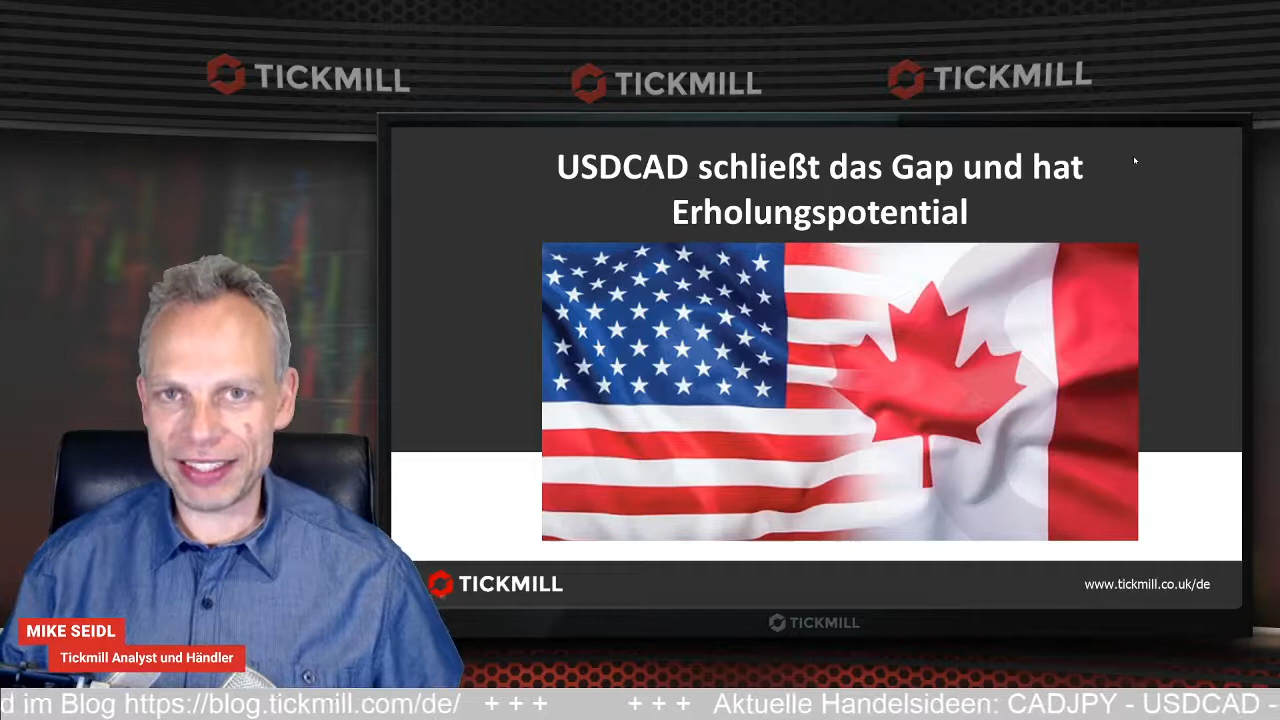 TICKMILL
TICKMILL
TICKMILL
USDCAD schließt das Gap und hat
Erholungspotential
TICKMILL
www.tickmill.co.uk/de
TICKMILL
MIKE SEIDL
Tickmill Analyst und Händler
d im Blog https://blog.tickmill.com/de/ + + + + + + Aktuelle Handelsideen: CADJPY - USDCAD -